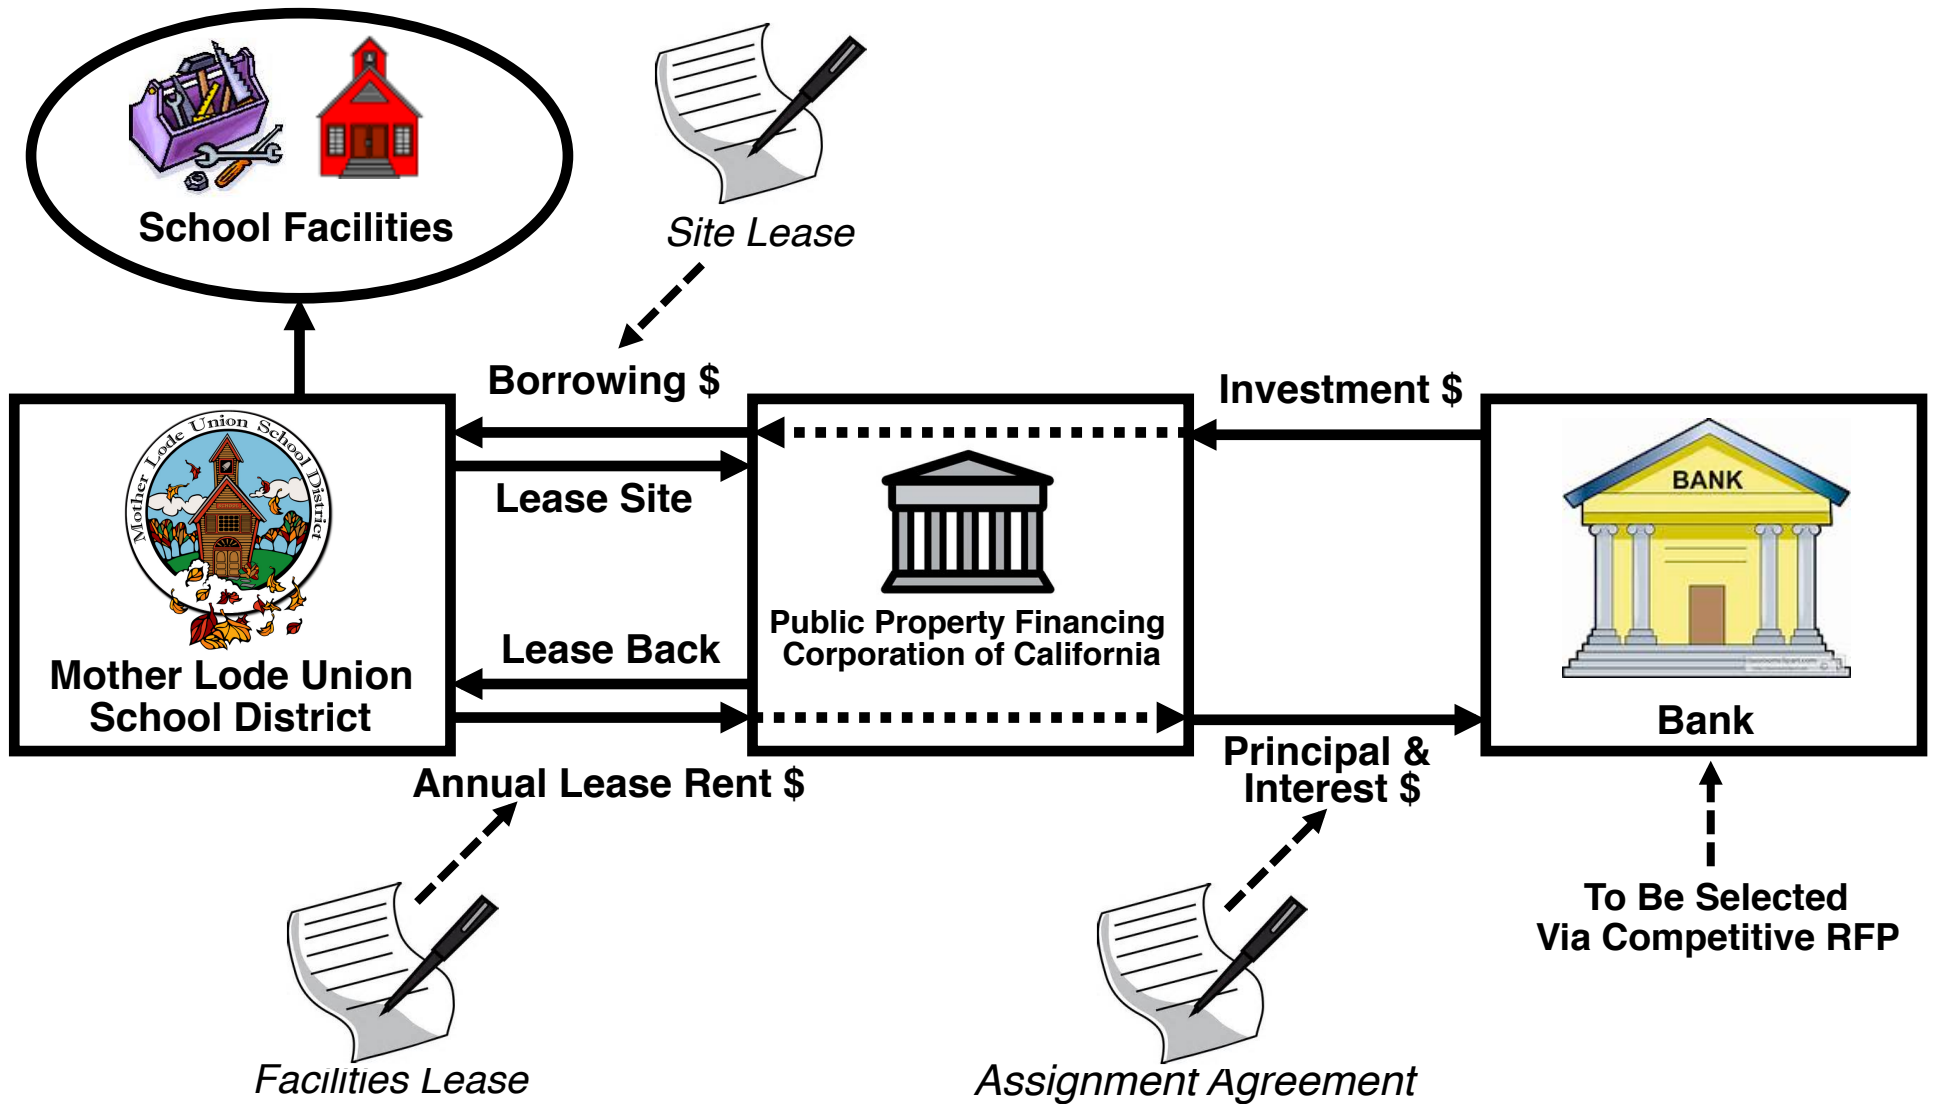 School Facilities
Site Lease
Borrowing $
Investment $
Mother Lode Union School District
Lease Site
BANK
Public Property Financing
Corporation of California
Lease Back
Mother Lode Union
School District
Bank
Annual Lease Rent $
Principal &
Interest $
To Be Selected
Via Competitive RFP
Facilities Lease
Assignment Agreement